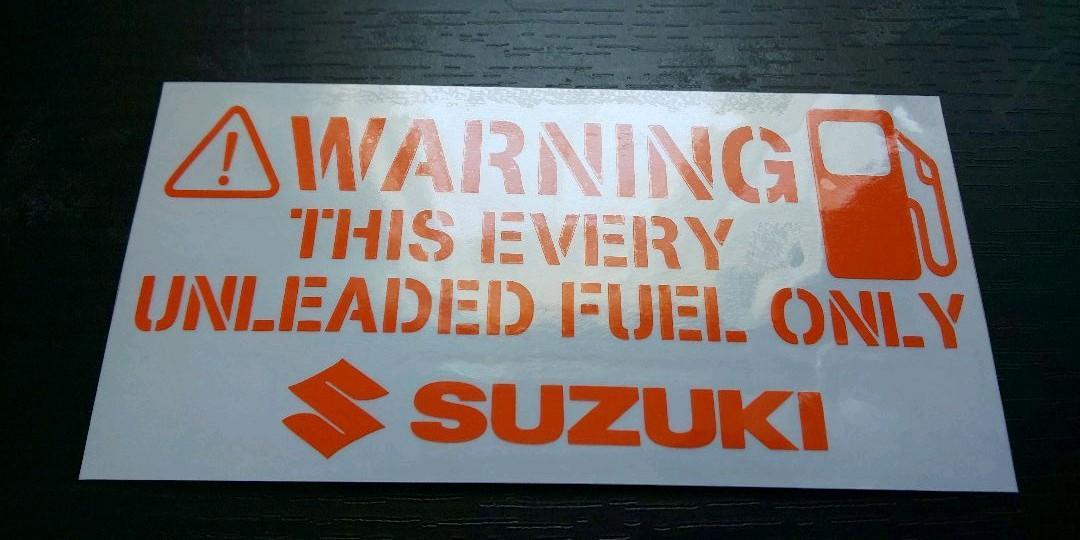 WARNING
THIS EVERY
UNLEADED FUEL ONLY
SUZUKI